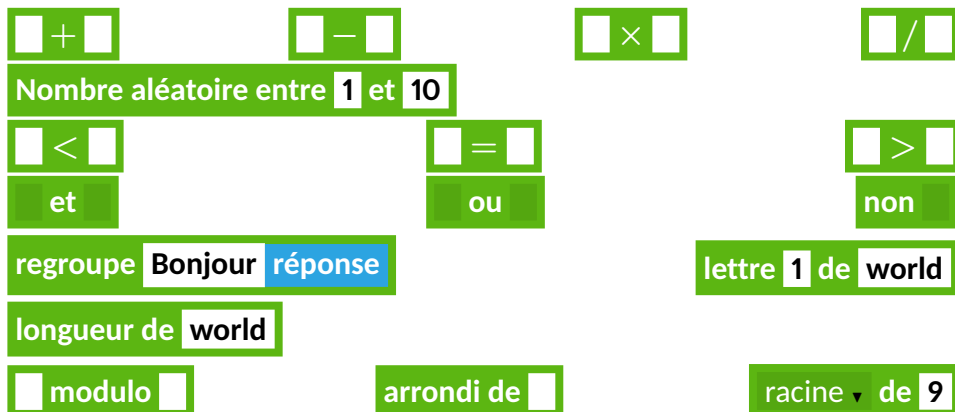 + − × /
Nombre aléatoire entre 1 et 10
< = >
et ou non
regroupe Bonjour réponse lettre 1 de world
longueur de world
modulo arrondi de racine ▾ de 9